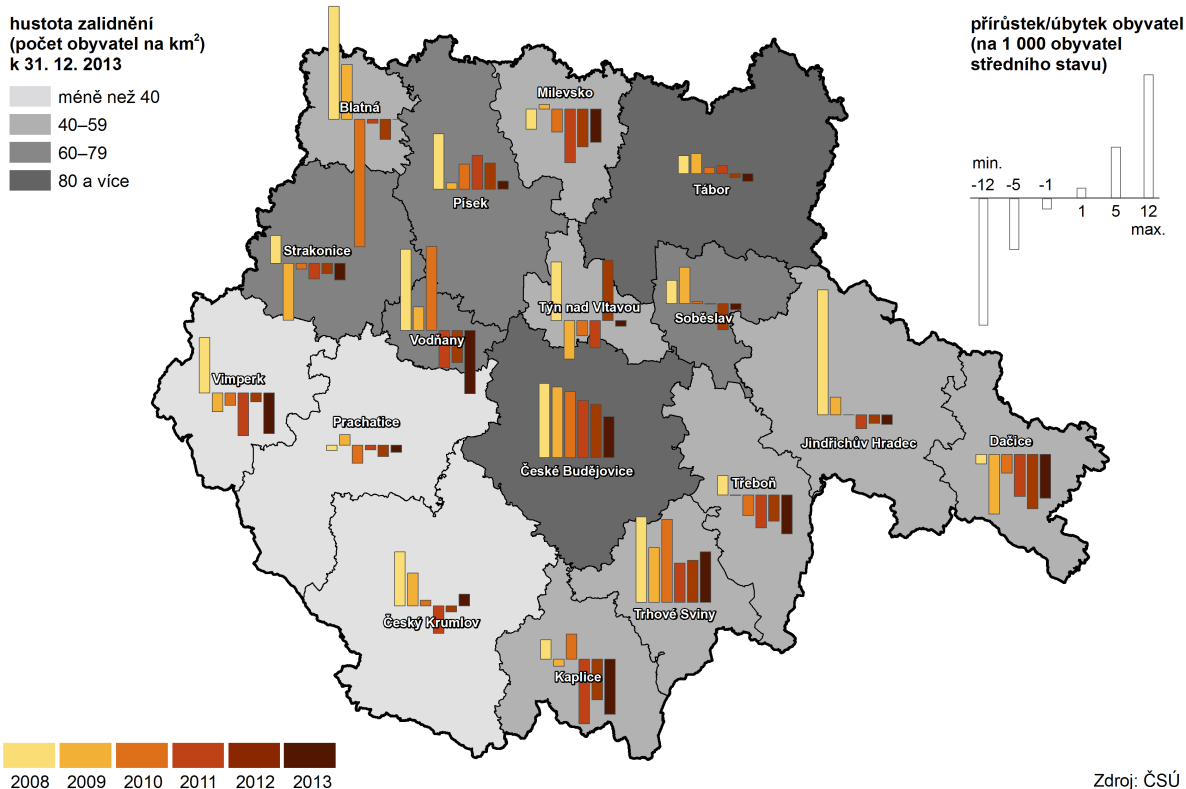 hustota zalidnění
(počet obyvatel na km²)
k 31. 12. 2013
méně než 40
40–59
60–79
80 a více
přírůstek/úbytek obyvatel
(na 1 000 obyvatel
středního stavu)
min.
-12 -5 -1
1 5 12
max.
Blatná
Milevsko
Písek
Tábor
Strakonice
Týn nad Vltavou
Soběslav
Vodňany
Vimperk
Prachatice
České Budějovice
Jindřichův Hradec
Dačice
Třeboň
Trhové Sviny
Český Krumlov
Kaplice
2008 2009 2010 2011 2012 2013
Zdroj: ČSÚ